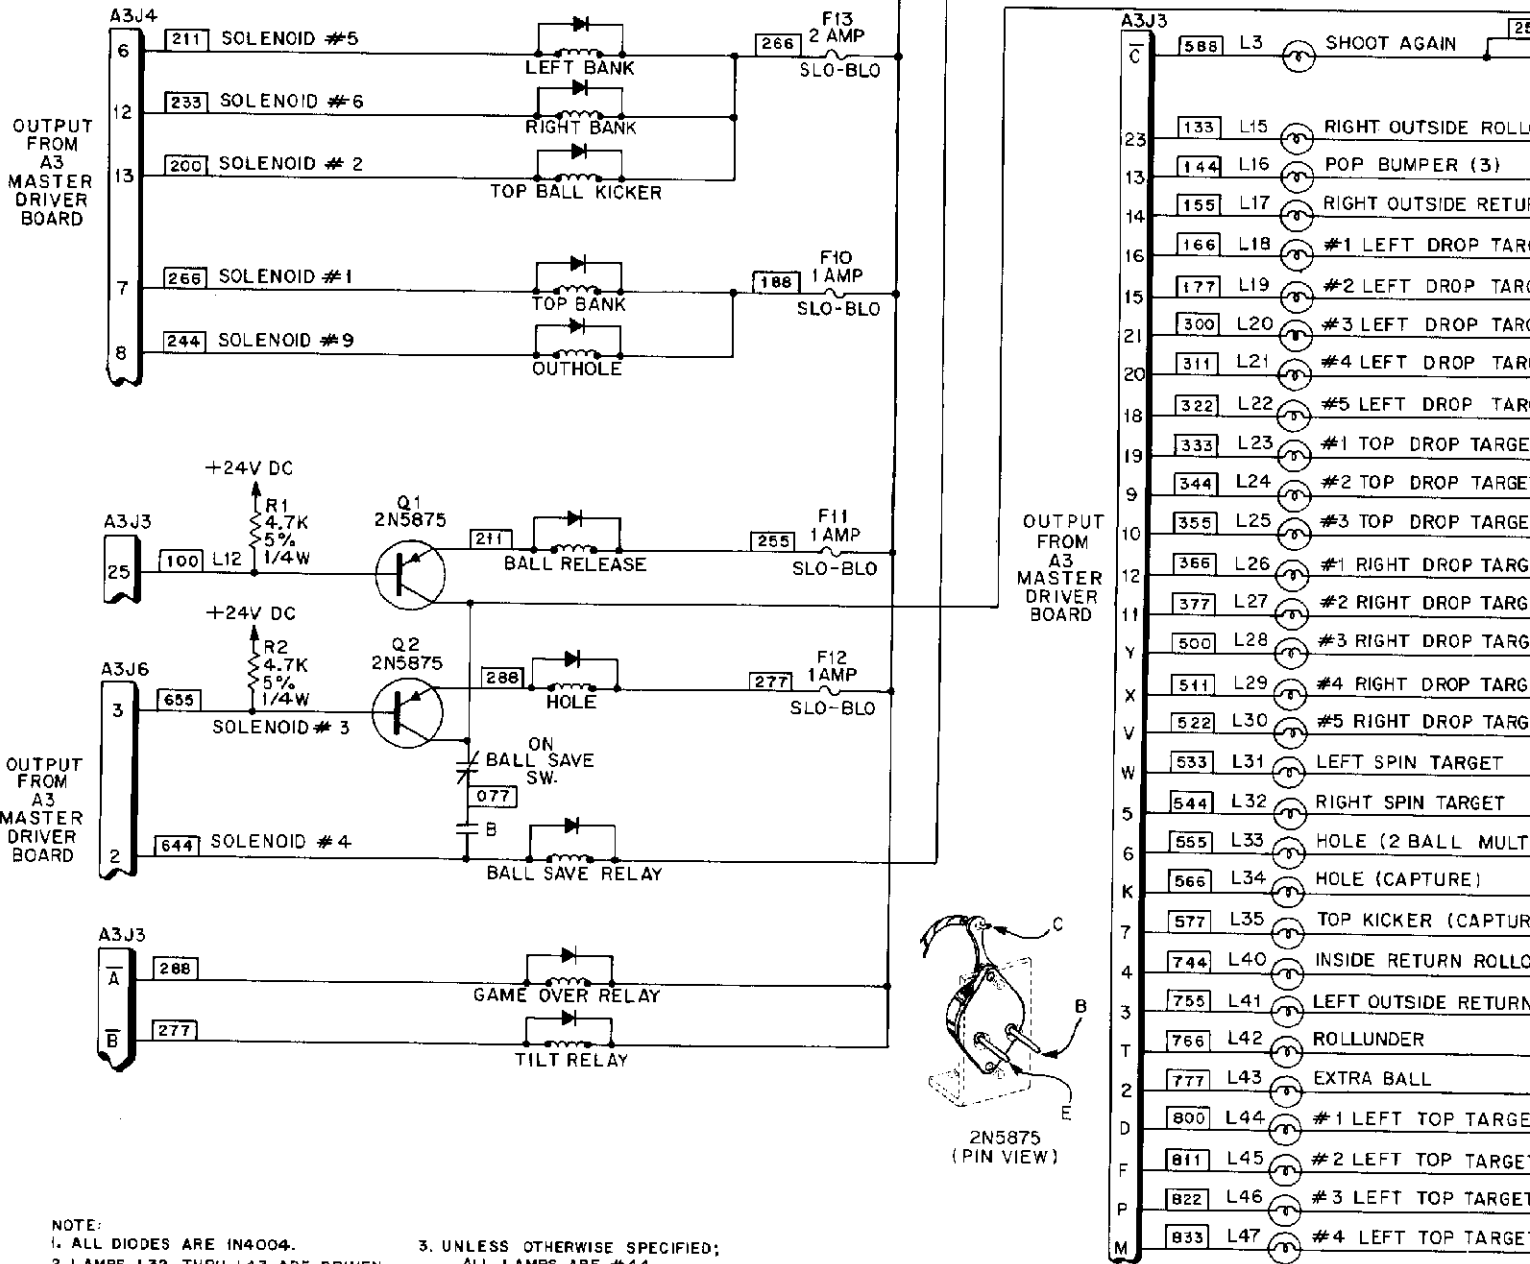 A3J4
OUTPUT
FROM
A3
MASTER
DRIVER
BOARD
6 211 SOLENOID #5
LEFT BANK
12 233 SOLENOID #6
RIGHT BANK
13 200 SOLENOID # 2
TOP BALL KICKER
266
F13
2 AMP
SLO-BLO
7 266 SOLENOID #1
TOP BANK
8 244 SOLENOID #9
OUTHOLE
188
F10
1 AMP
SLO-BLO
A3J3
25 100 L12
+24V DC
R1
4.7K
5%
1/4W
Q1
2N5875
211
BALL RELEASE
255
F11
1 AMP
SLO-BLO
A3J6
OUTPUT
FROM
A3
MASTER
DRIVER
BOARD
3 655
SOLENOID # 3
+24V DC
R2
4.7K
5%
1/4W
Q2
2N5875
288
HOLE
277
F12
1 AMP
SLO-BLO
ON
BALL SAVE
SW.
077
B
2 644 SOLENOID # 4
BALL SAVE RELAY
A3J3
A 288
GAME OVER RELAY
B 277
TILT RELAY
C
B
E
2N5875
(PIN VIEW)
NOTE:
1. ALL DIODES ARE IN4004.
3. UNLESS OTHERWISE SPECIFIED;
ALL LAMPS ARE #44
A3J3
OUTPUT
FROM
A3
MASTER
DRIVER
BOARD
C 588 L3 SHOOT AGAIN
23 133 L15 RIGHT OUTSIDE ROLL
13 144 L16 POP BUMPER (3)
14 155 L17 RIGHT OUTSIDE RETU
16 166 L18 #1 LEFT DROP TAR
15 177 L19 #2 LEFT DROP TAR
21 300 L20 #3 LEFT DROP TAR
20 311 L21 #4 LEFT DROP TAR
18 322 L22 #5 LEFT DROP TAR
19 333 L23 #1 TOP DROP TARGE
9 344 L24 #2 TOP DROP TARGE
10 355 L25 #3 TOP DROP TARGE
12 366 L26 #1 RIGHT DROP TARG
11 377 L27 #2 RIGHT DROP TARG
Y 500 L28 #3 RIGHT DROP TARG
X 511 L29 #4 RIGHT DROP TARG
V 522 L30 #5 RIGHT DROP TARG
W 533 L31 LEFT SPIN TARGET
5 544 L32 RIGHT SPIN TARGET
6 555 L33 HOLE (2 BALL MULT
K 566 L34 HOLE (CAPTURE)
7 577 L35 TOP KICKER (CAPTUR
4 744 L40 INSIDE RETURN ROLLO
3 755 L41 LEFT OUTSIDE RETURN
T 766 L42 ROLLUNDER
2 777 L43 EXTRA BALL
D 800 L44 #1 LEFT TOP TARGE
F 811 L45 #2 LEFT TOP TARGET
P 822 L46 #3 LEFT TOP TARGET
M 833 L47 #4 LEFT TOP TARGET